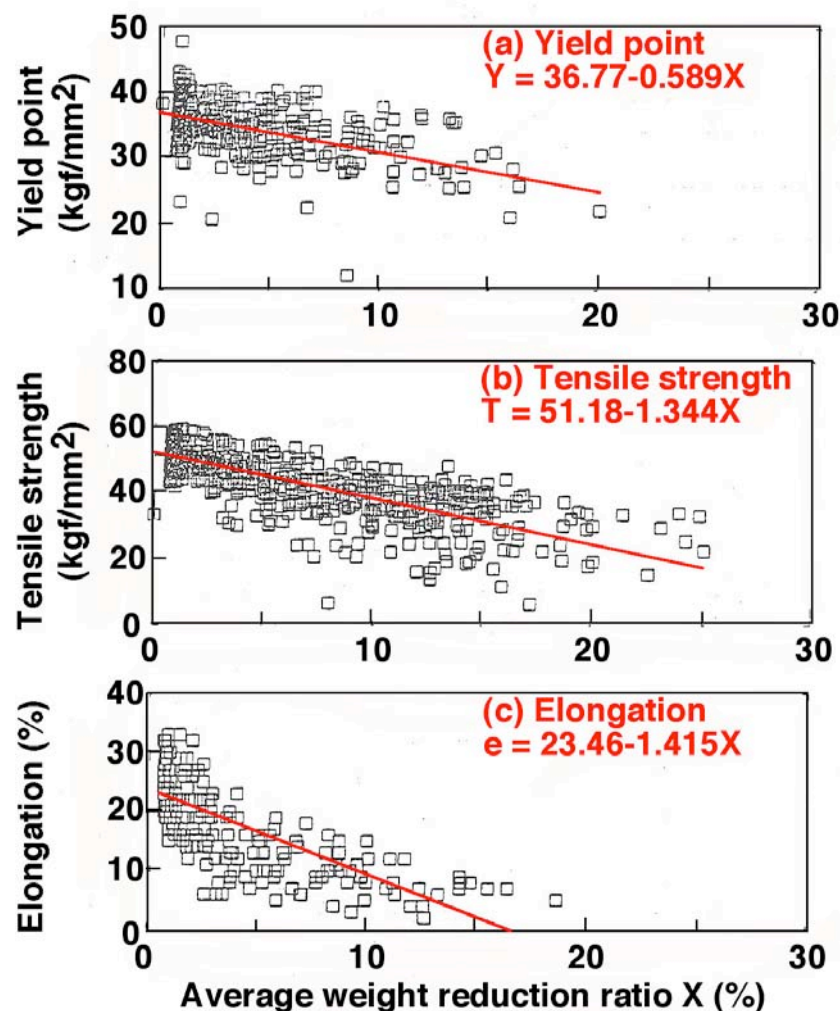 50
40
30
20
10
0
10
20
30
Yield point
(kgf/mm2)
(a) Yield point
Y = 36.77-0.589X
80
60
40
20
0
0
10
20
30
Tensile strength
(kgf/mm2)
(b) Tensile strength
T = 51.18-1.344X
40
30
20
10
0
0
10
20
30
Elongation (%)
(c) Elongation
e = 23.46-1.415X
Average weight reduction ratio X (%)